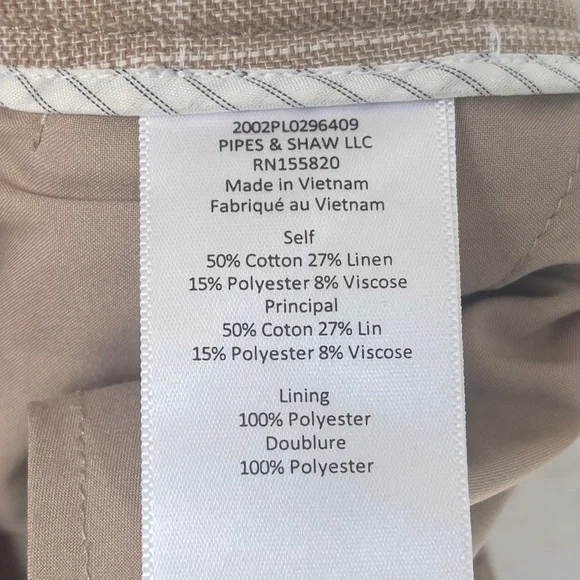 2002PL0296409
PIPES & SHAW LLC
RN155820
Made in Vietnam
Fabriqué au Vietnam
Self
50% Cotton 27% Linen
15% Polyester 8% Viscose
Principal
50% Coton 27% Lin
15% Polyester 8% Viscose
Lining
100% Polyester
Doublure
100% Polyester